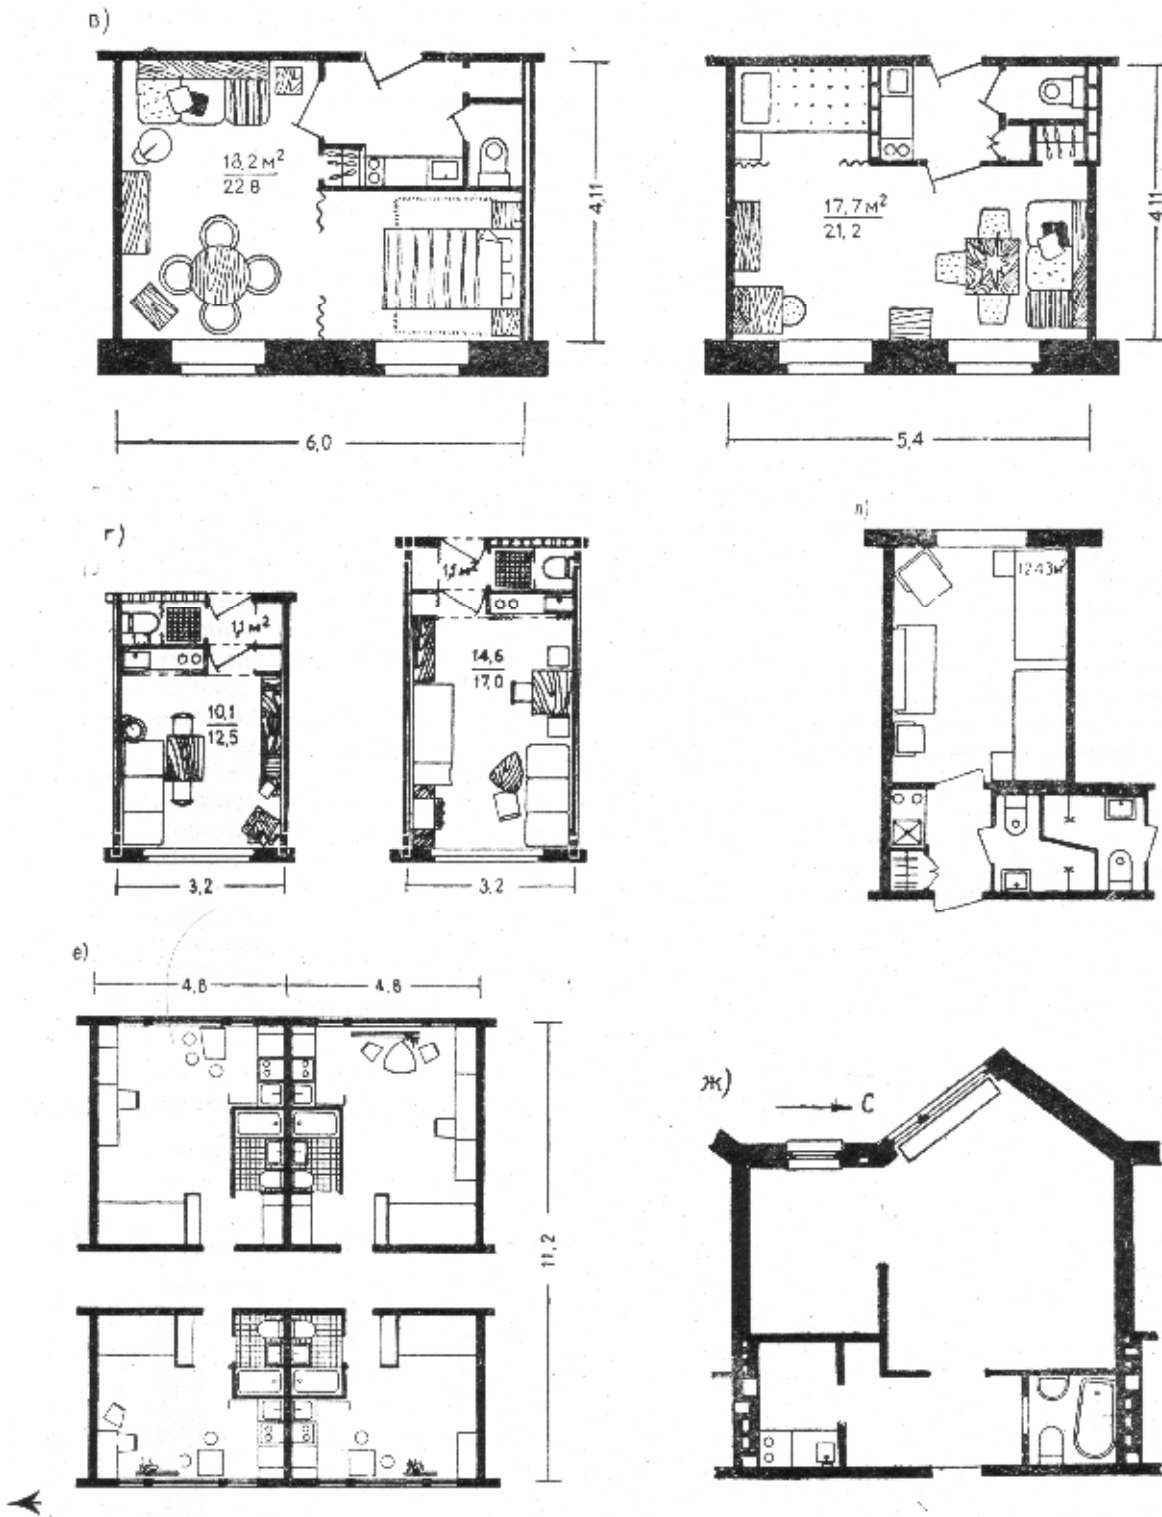 в)
18,2 м²
22 8
4,11
6,0
17,7 м²
21,2
4,11
5,4
г)
1,1 м²
10,1
12,5
3,2
1,1 м²
14,6
17,0
3,2
д)
12.43 м²
е)
4,8
4,8
11,2
ж)
С